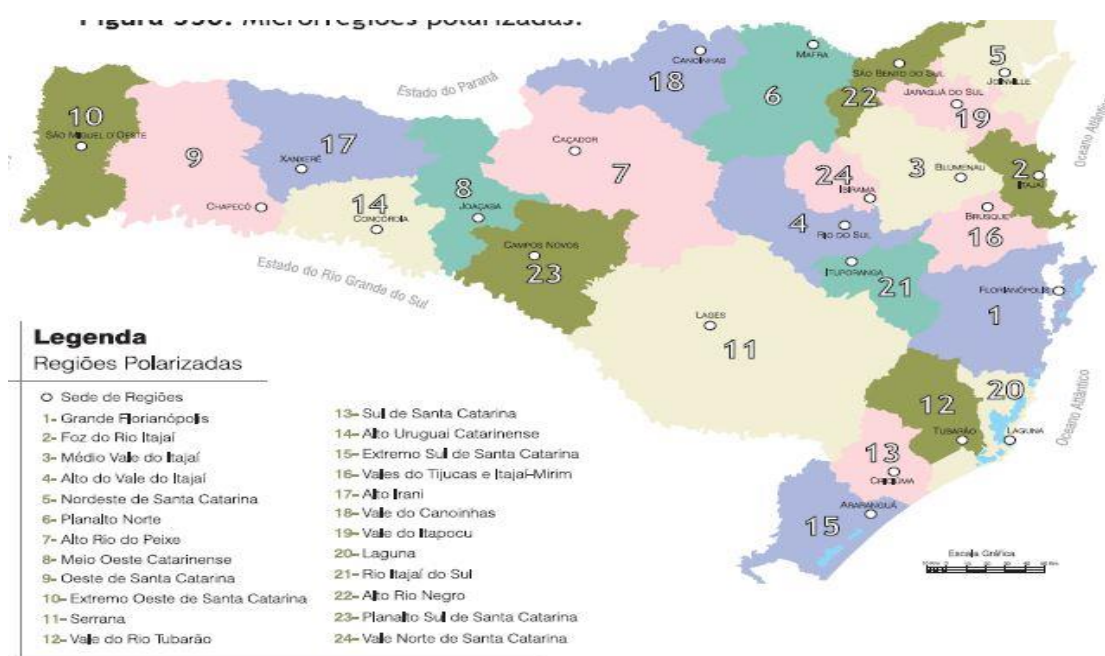 Figura 350: Microrregiões polarizadas.
Estado do Paraná
Estado do Rio Grande do Sul
Oceano Atlântico
Oceano Atlântico
10
SÃO MIGUEL D'OESTE
9
CHAPECÓ
17
XANXERÊ
14
CONCÓRDIA
8
JOAÇABA
CAÇADOR
7
CAMPOS NOVOS
23
18
CANOINHAS
6
MAFRA
SÃO BENTO DO SUL
22
5
JOINVILLE
JARAGUÁ DO SUL
19
3
BLUMENAU
2
ITAJAÍ
24
IBIRAMA
4
RIO DO SUL
BRUSQUE
16
ITUPORANGA
21
FLORIANÓPOLIS
1
LAGES
11
12
TUBARÃO
20
LAGUNA
13
CRICIÚMA
15
ARARANGUÁ
Escala Gráfica
Legenda
Regiões Polarizadas
Sede de Regiões
1- Grande Florianópolis
2- Foz do Rio Itajaí
3- Médio Vale do Itajaí
4- Alto do Vale do Itajaí
5- Nordeste de Santa Catarina
6- Planalto Norte
7- Alto Rio do Peixe
8- Meio Oeste Catarinense
9- Oeste de Santa Catarina
10- Extremo Oeste de Santa Catarina
11- Serrana
12- Vale do Rio Tubarão
13- Sul de Santa Catarina
14- Alto Uruguai Catarinense
15- Extremo Sul de Santa Catarina
16- Vales do Tijucas e Itajaí-Mirim
17- Alto Irani
18- Vale do Canoinhas
19- Vale do Itapocu
20- Laguna
21- Rio Itajaí do Sul
22- Alto Rio Negro
23- Planalto Sul de Santa Catarina
24- Vale Norte de Santa Catarina